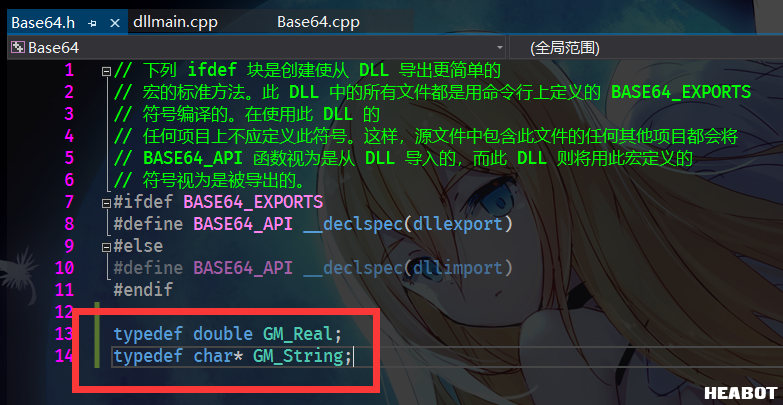 Base64.h dllmain.cpp Base64.cpp
Base64 (全局范围)
1 // 下列 ifdef 块是创建使从 DLL 导出更简单的
2 // 宏的标准方法。此 DLL 中的所有文件都是用命令行上定义的 BASE64_EXPORTS
3 // 符号编译的。在使用此 DLL 的
4 // 任何项目上不应定义此符号。这样，源文件中包含此文件的任何其他项目都会将
5 // BASE64_API 函数视为是从 DLL 导入的，而此 DLL 则将用此宏定义的
6 // 符号视为是被导出的。
7 #ifdef BASE64_EXPORTS
8 #define BASE64_API __declspec(dllexport)
9 #else
10 #define BASE64_API __declspec(dllimport)
11 #endif
12
13 typedef double GM_Real;
14 typedef char* GM_String;
HEABOT